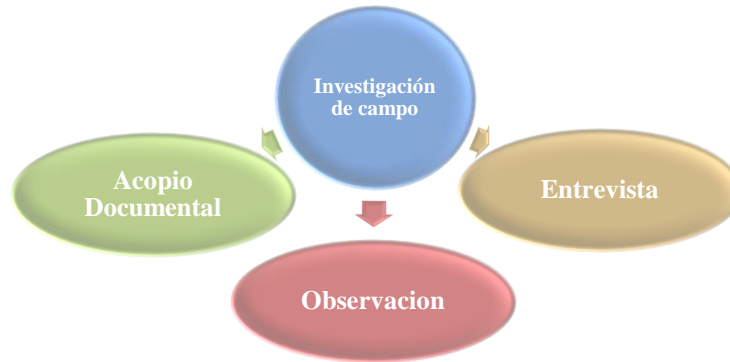 Investigación
de campo
Acopio
Documental
Entrevista
Observacion